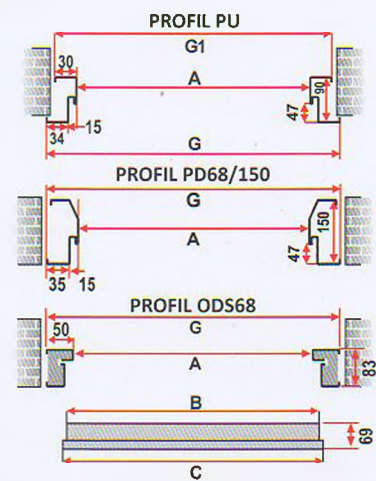 PROFIL PU
G1
30
A
90
47
34
15
G
PROFIL PD68/150
A
150
47
35
15
PROFIL ODS68
G
50
A
83
B
69
C